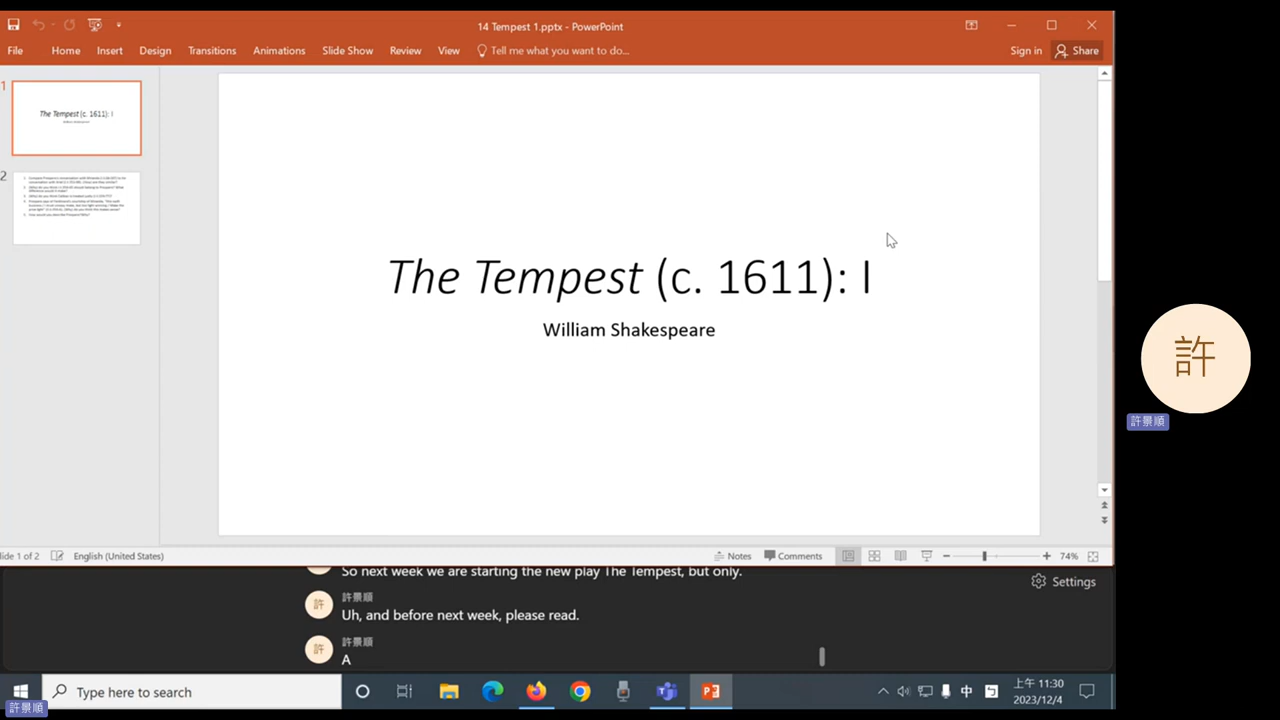 14 Tempest 1.pptx - PowerPoint
File Home Insert Design Transitions Animations Slide Show Review View Tell me what you want to do... Sign in Share
1
The Tempest (c. 1611): I
2
The Tempest (c. 1611): I
William Shakespeare
許
許景順
lide 1 of 2 English (United States) Notes Comments 74%
So next week we are starting the new play The Tempest, but only.
Settings
許 許景順
Uh, and before next week, please read.
許 許景順
A
Type here to search
中
上午 11:30
2023/12/4
許景順